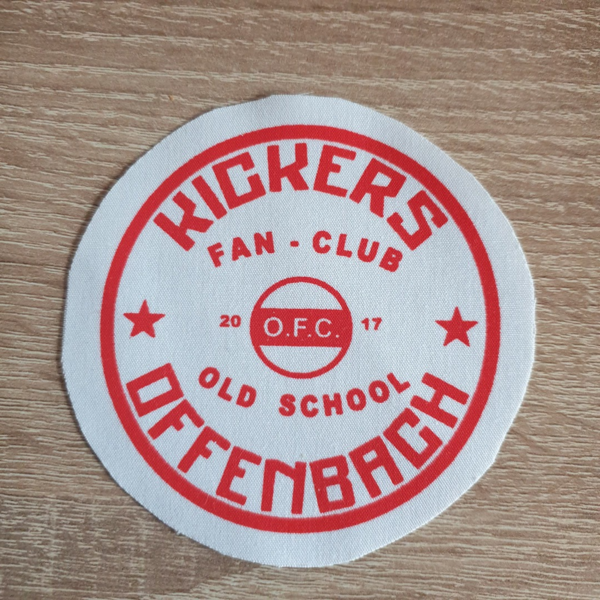 KICKERS
FAN - CLUB
20 O.F.C. 17
OLD SCHOOL
OFFENBACH